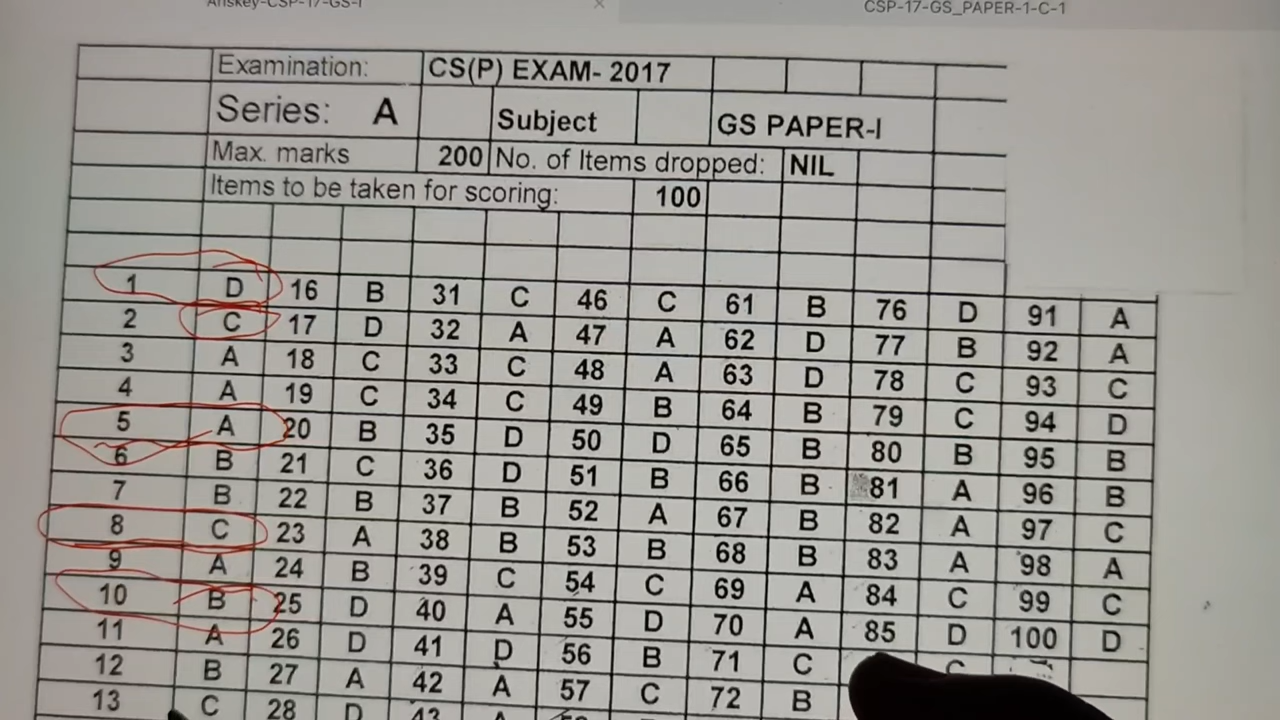 Anskey-CSP-17-GS-I
CSP-17-GS_PAPER-1-C-1
Examination: CS(P) EXAM- 2017
Series: A Subject GS PAPER-I
Max. marks 200 No. of Items dropped: NIL
Items to be taken for scoring: 100
1 D 16 B 31 C 46 C 61 B 76 D 91 A
2 C 17 D 32 A 47 A 62 D 77 B 92 A
3 A 18 C 33 C 48 A 63 D 78 C 93 C
4 A 19 C 34 C 49 B 64 B 79 C 94 D
5 A 20 B 35 D 50 D 65 B 80 B 95 B
6 B 21 C 36 D 51 B 66 B 81 A 96 B
7 B 22 B 37 B 52 A 67 B 82 A 97 C
8 C 23 A 38 B 53 B 68 B 83 A 98 A
9 A 24 B 39 C 54 C 69 A 84 C 99 C
10 B 25 D 40 A 55 D 70 A 85 D 100 D
11 A 26 D 41 D 56 B 71 C
12 B 27 A 42 A 57 C 72 B
13 C 28 D